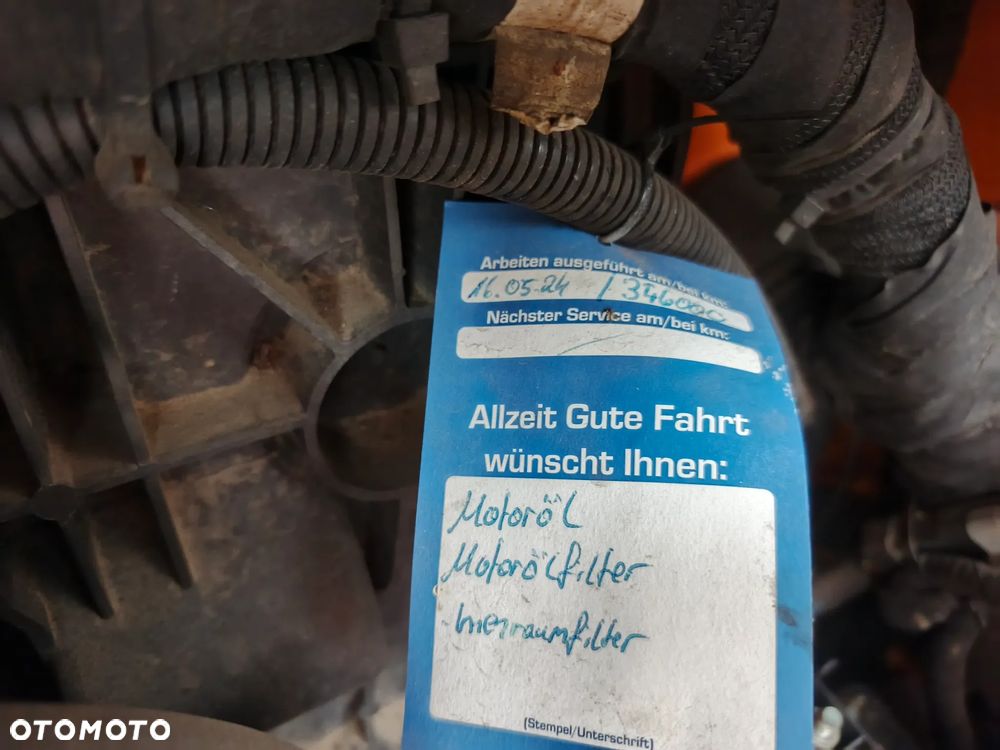 Arbeiten ausgeführt am/bei km:
16.05.24 / 346000
Nächster Service am/bei km:
Allzeit Gute Fahrt
wünscht Ihnen:
Motoröl
Motorölfilter
Innenraumfilter
(Stempel/Unterschrift)
OTOMOTO